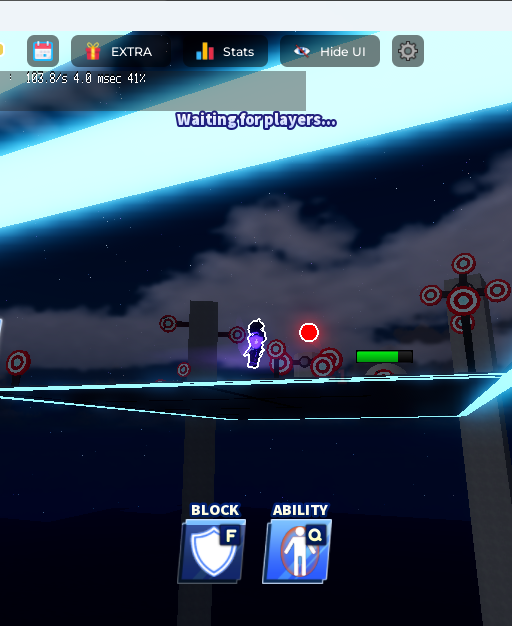 EXTRA
Stats
Hide UI
103.8/s 4.0 msec 41%
Waiting for players...
BLOCK
ABILITY
F
Q